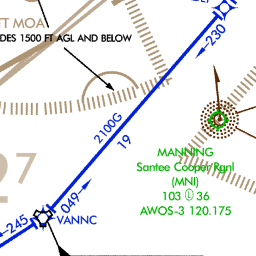 FT MOA
DES 1500 FT AGL AND BELOW
230
2100G
19
27
049
245
VANNC
MANNING
Santee Cooper Rgnl
(MNI)
103 Ⓛ 36
AWOS-3 120.175